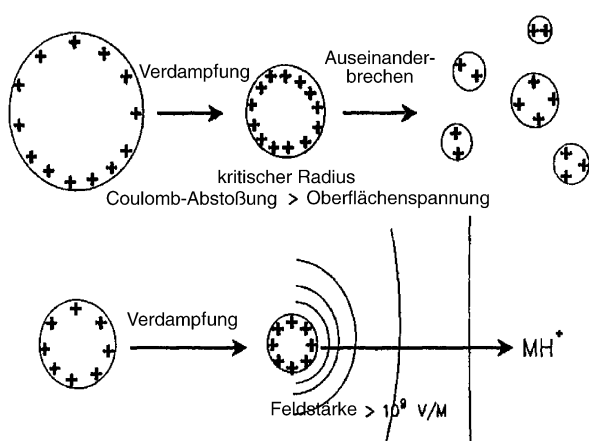 Verdampfung
Auseinander-
brechen
kritischer Radius
Coulomb-Abstoßung > Oberflächenspannung
Verdampfung
MH⁺
Feldstärke > 10⁹ V/M